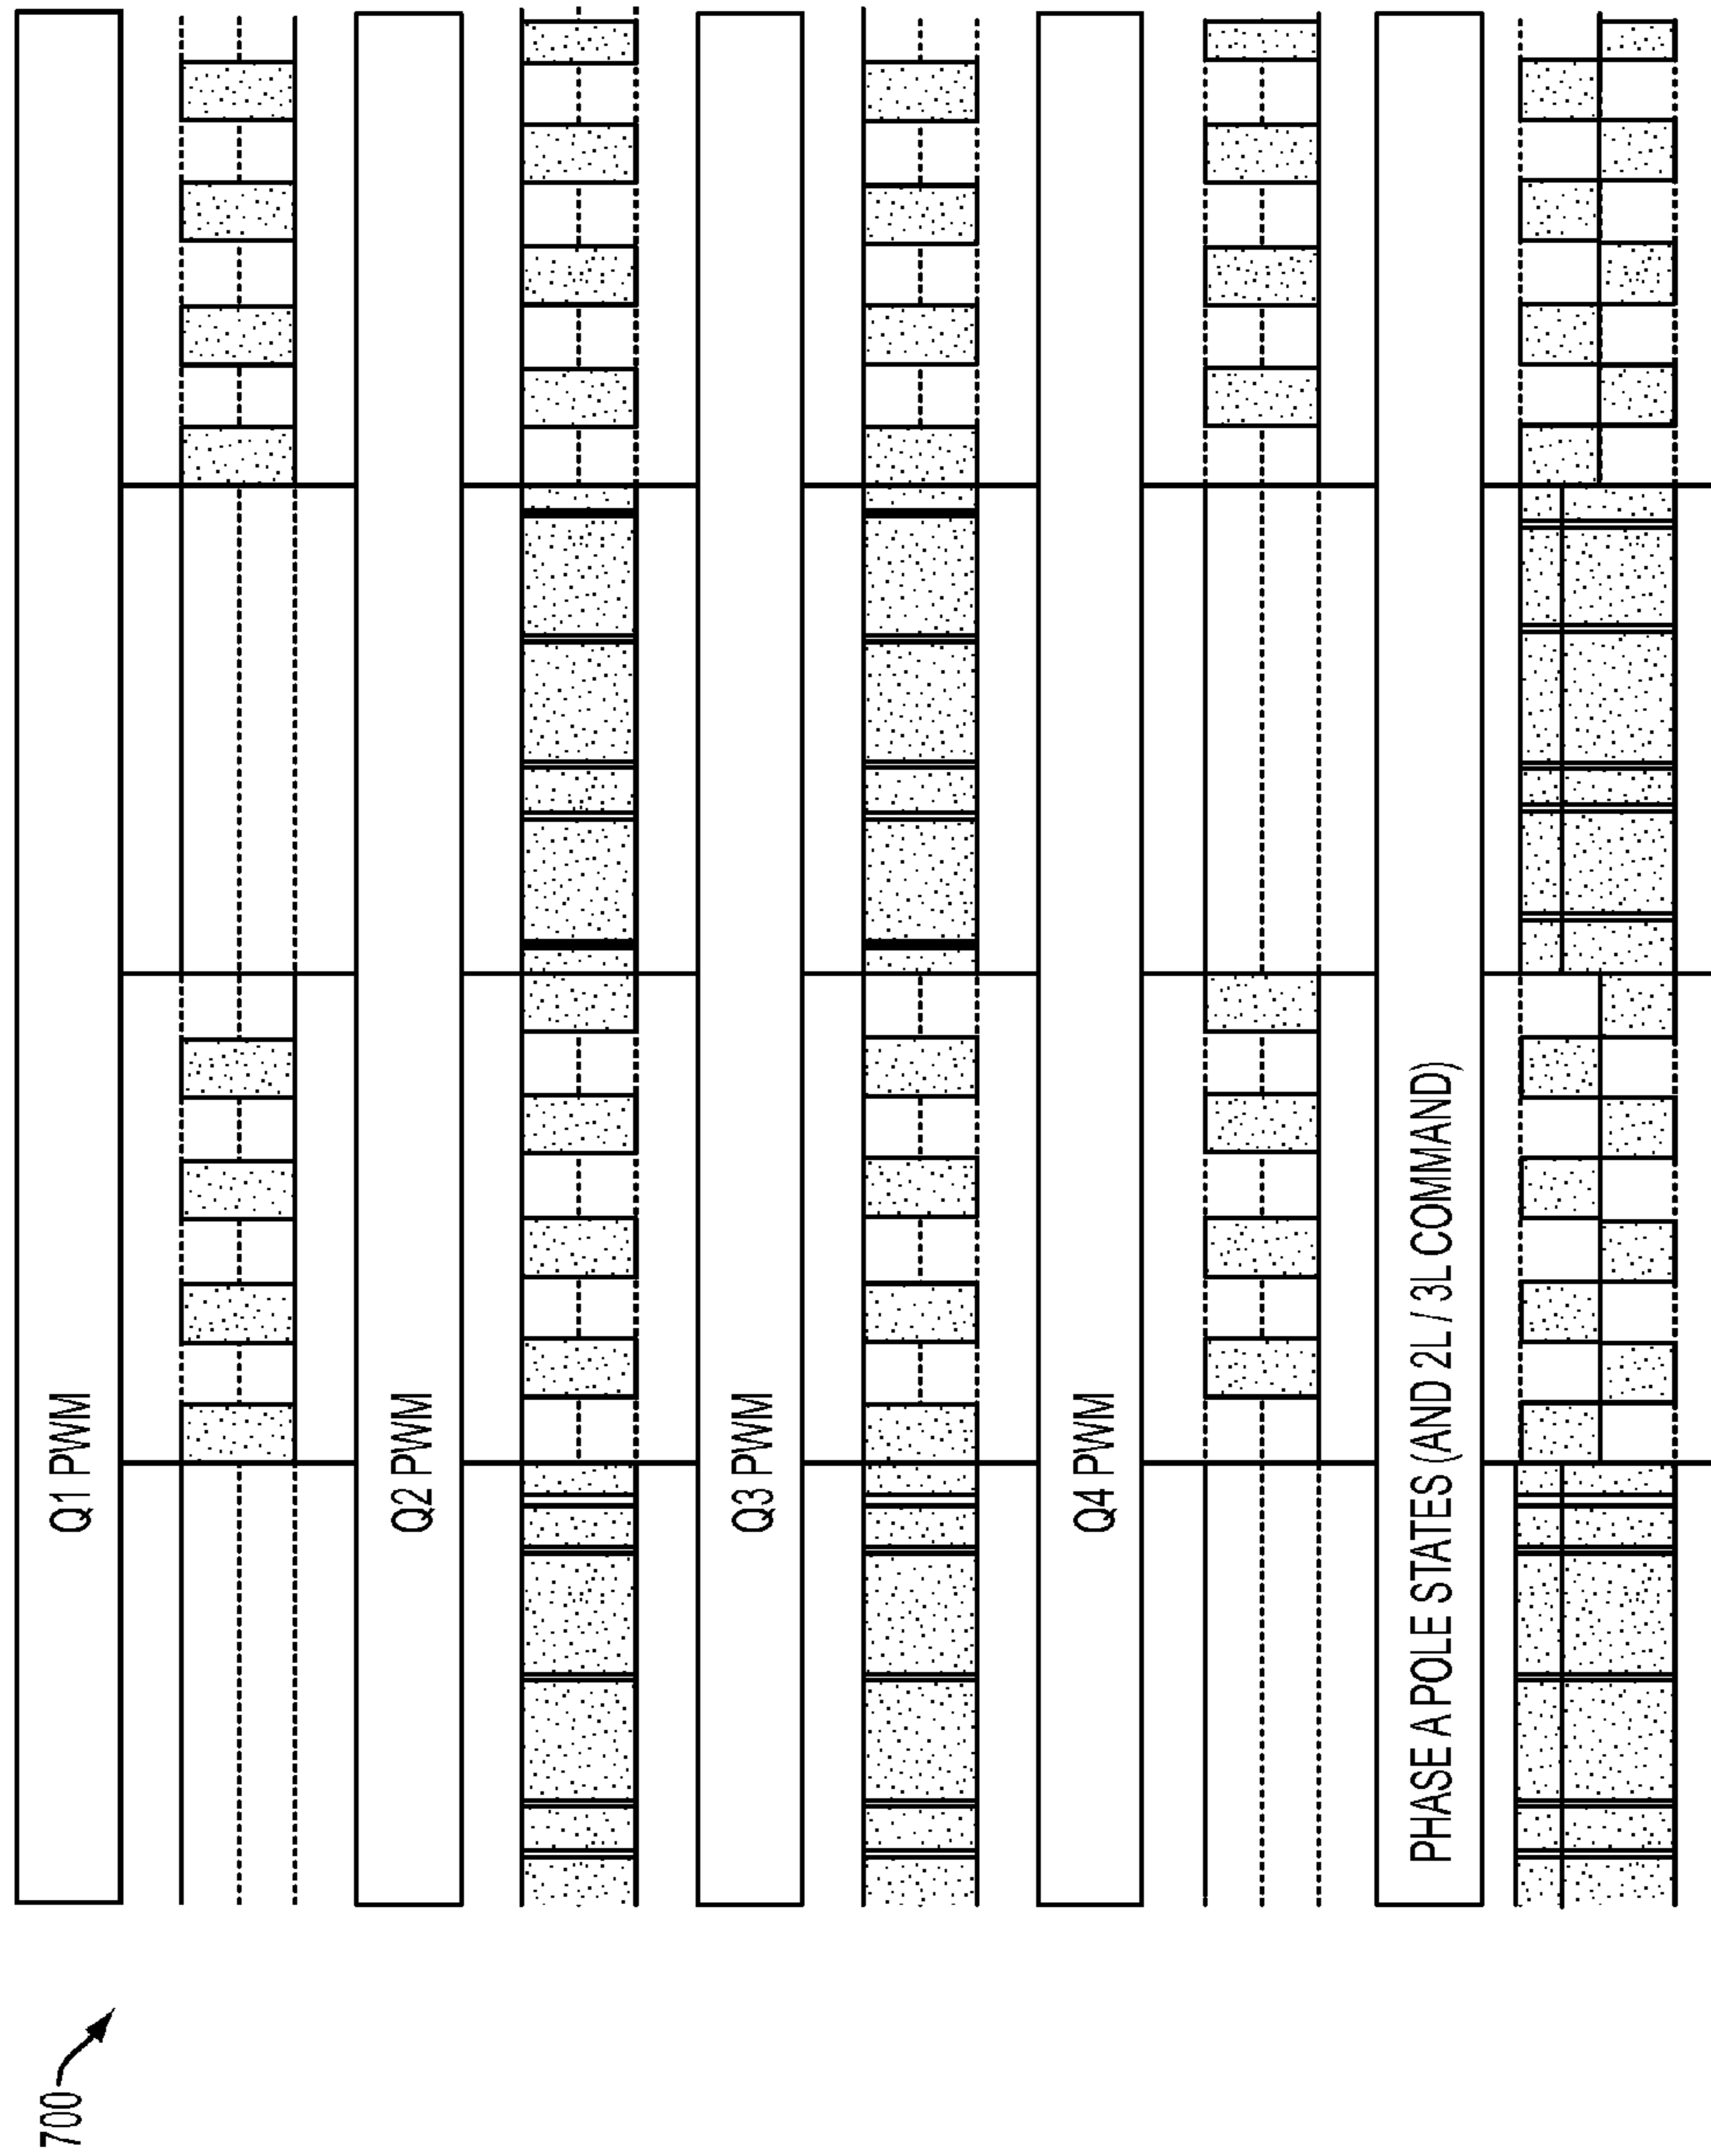 700
Q1 PWM
Q2 PWM
Q3 PWM
Q4 PWM
PHASE A POLE STATES (AND 2L / 3L COMMAND)